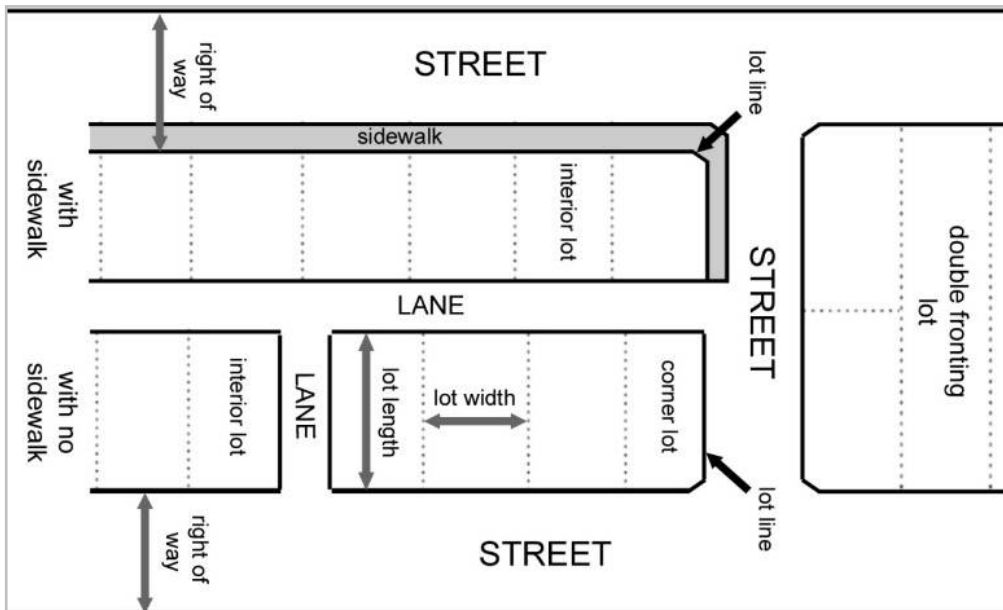 right of
way
STREET
lot line
sidewalk
with
sidewalk
interior lot
STREET
double fronting
lot
LANE
with no
sidewalk
interior lot
LANE
lot length
lot width
corner lot
lot line
right of
way
STREET